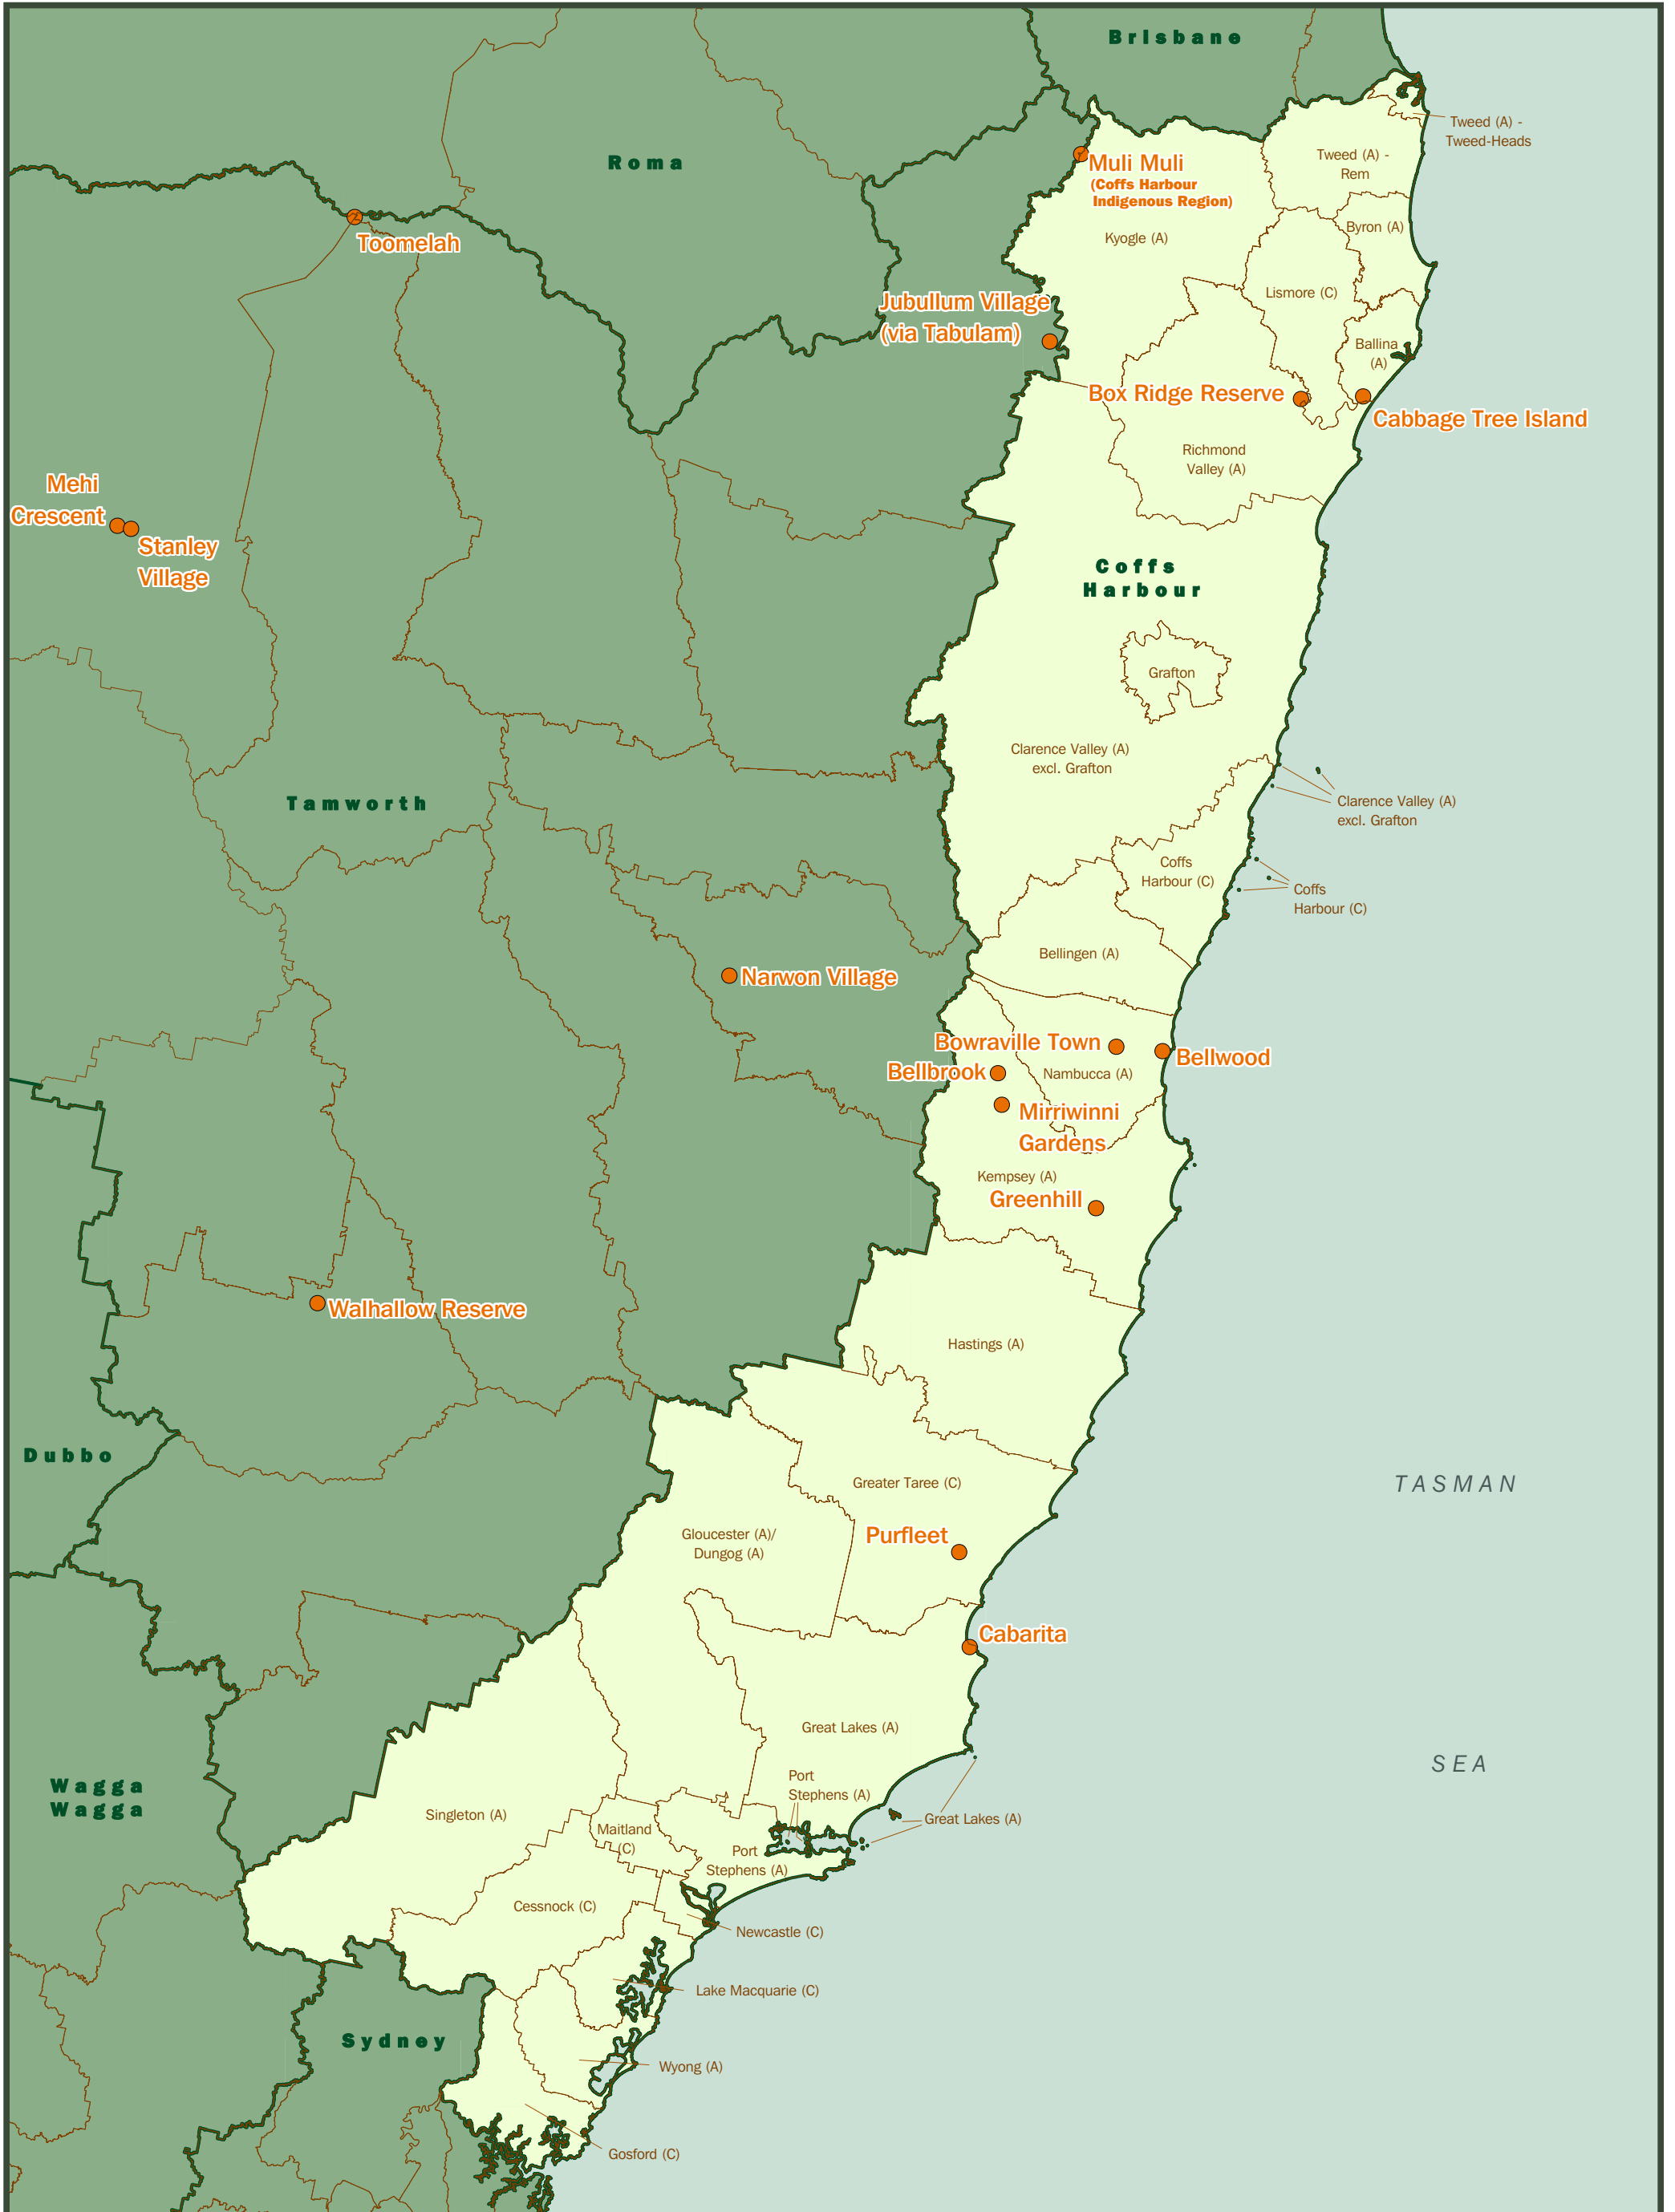 Brisbane
Tweed (A) -
Tweed-Heads
Roma
Tweed (A) -
Rem
Muli Muli
(Coffs Harbour
Indigenous Region)
Toomelah
Kyogle (A)
Byron (A)
Jubullum Village
(via Tabulam)
Lismore (C)
Ballina
(A)
Box Ridge Reserve
Cabbage Tree Island
Richmond
Valley (A)
Mehi
Crescent
Stanley
Village
Coffs
Harbour
Grafton
Clarence Valley (A)
excl. Grafton
Tamworth
Clarence Valley (A)
excl. Grafton
Coffs
Harbour (C)
Coffs
Harbour (C)
Bellingen (A)
Narwon Village
Bowraville Town
Bellwood
Bellbrook
Nambucca (A)
Mirriwinni
Gardens
Kempsey (A)
Greenhill
Walhallow Reserve
Hastings (A)
Dubbo
Greater Taree (C)
TASMAN
Gloucester (A)/
Dungog (A)
Purfleet
Cabarita
Great Lakes (A)
SEA
Wagga
Wagga
Port
Stephens (A)
Singleton (A)
Great Lakes (A)
Maitland
(C)
Port
Stephens (A)
Cessnock (C)
Newcastle (C)
Lake Macquarie (C)
Sydney
Wyong (A)
Gosford (C)